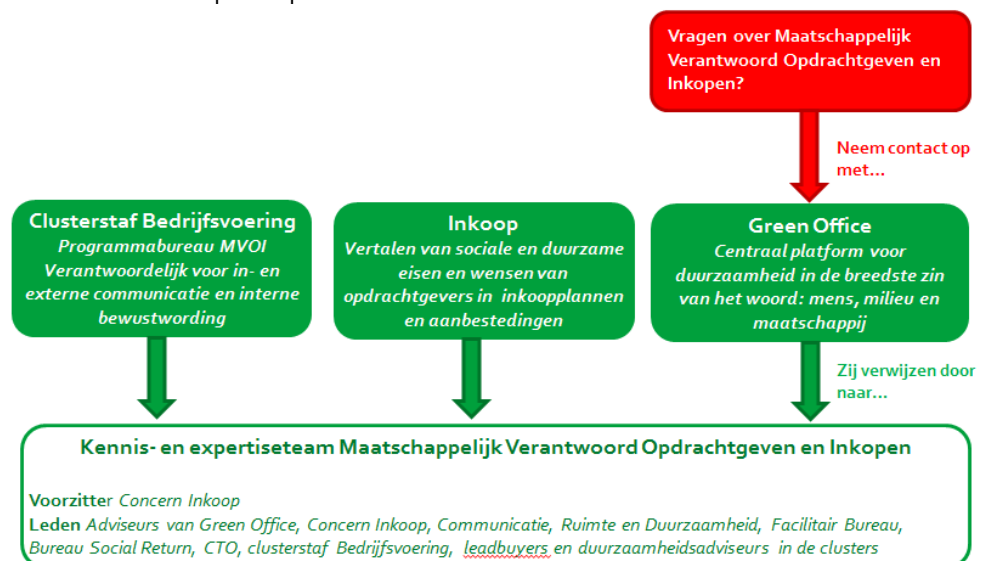 Vragen over Maatschappelijk
Verantwoord Opdrachtgeven en
Inkopen?
Neem contact op
met...
Clusterstaf Bedrijfsvoering
Programmabureau MVOI
Verantwoordelijk voor in- en
externe communicatie en interne
bewustwording
Inkoop
Vertalen van sociale en duurzame
eisen en wensen van
opdrachtgevers in inkoopplannen
en aanbestedingen
Green Office
Centraal platform voor
duurzaamheid in de breedste zin
van het woord: mens, milieu en
maatschappij
Zij verwijzen door
naar...
Kennis- en expertiseteam Maatschappelijk Verantwoord Opdrachtgeven en Inkopen
Voorzitter Concern Inkoop
Leden Adviseurs van Green Office, Concern Inkoop, Communicatie, Ruimte en Duurzaamheid, Facilitair Bureau,
Bureau Social Return, CTO, clusterstaf Bedrijfsvoering, leadbuyers en duurzaamheidsadviseurs in de clusters